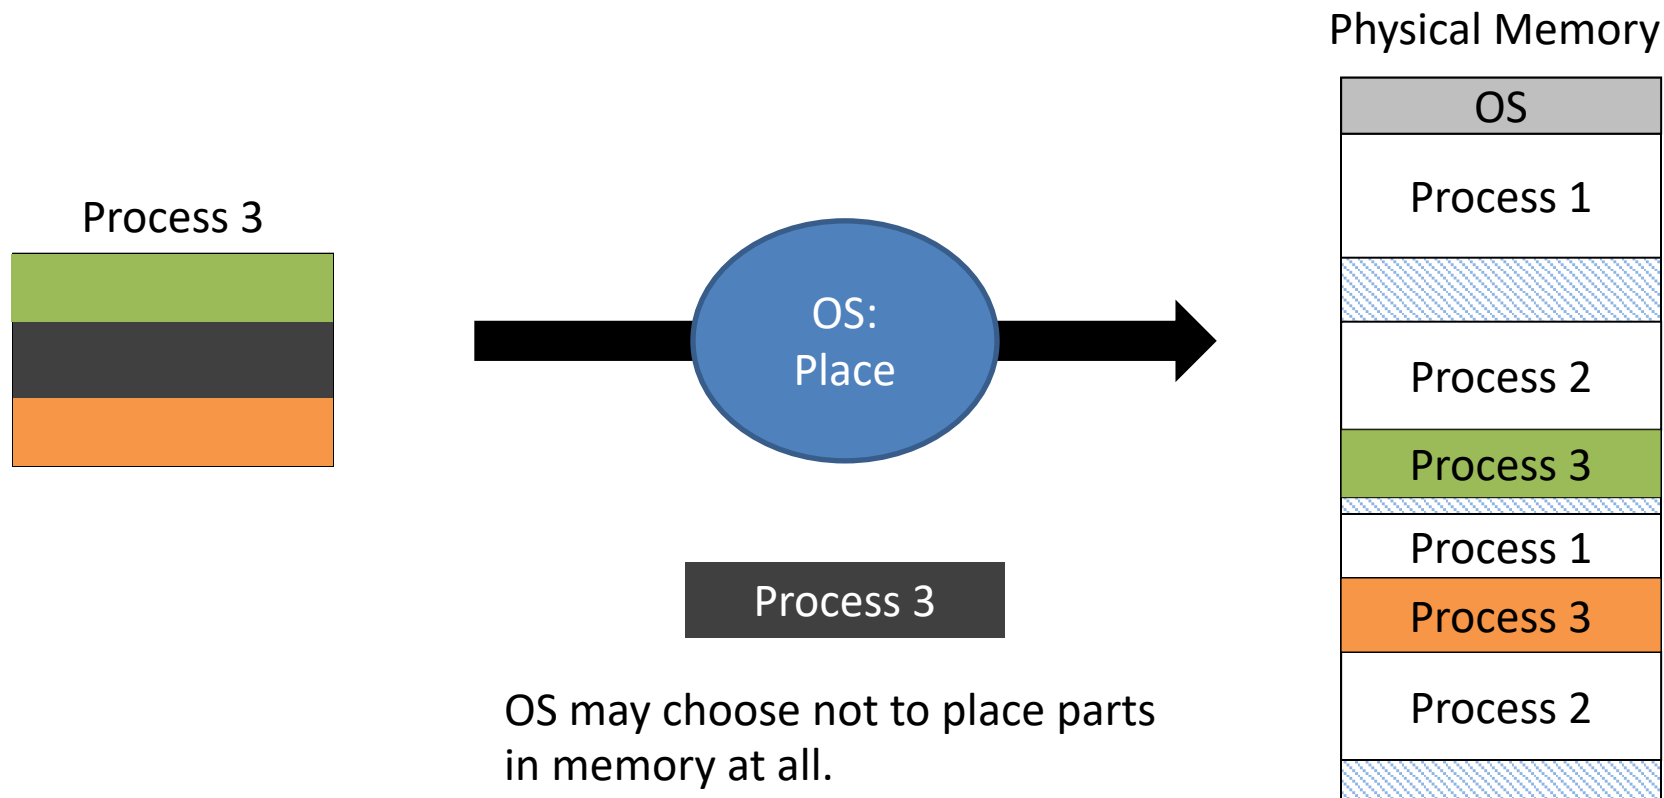 Physical Memory
OS
Process 1
Process 3
OS:
Place
Process 2
Process 3
Process 1
Process 3
Process 3
Process 2
OS may choose not to place parts
in memory at all.